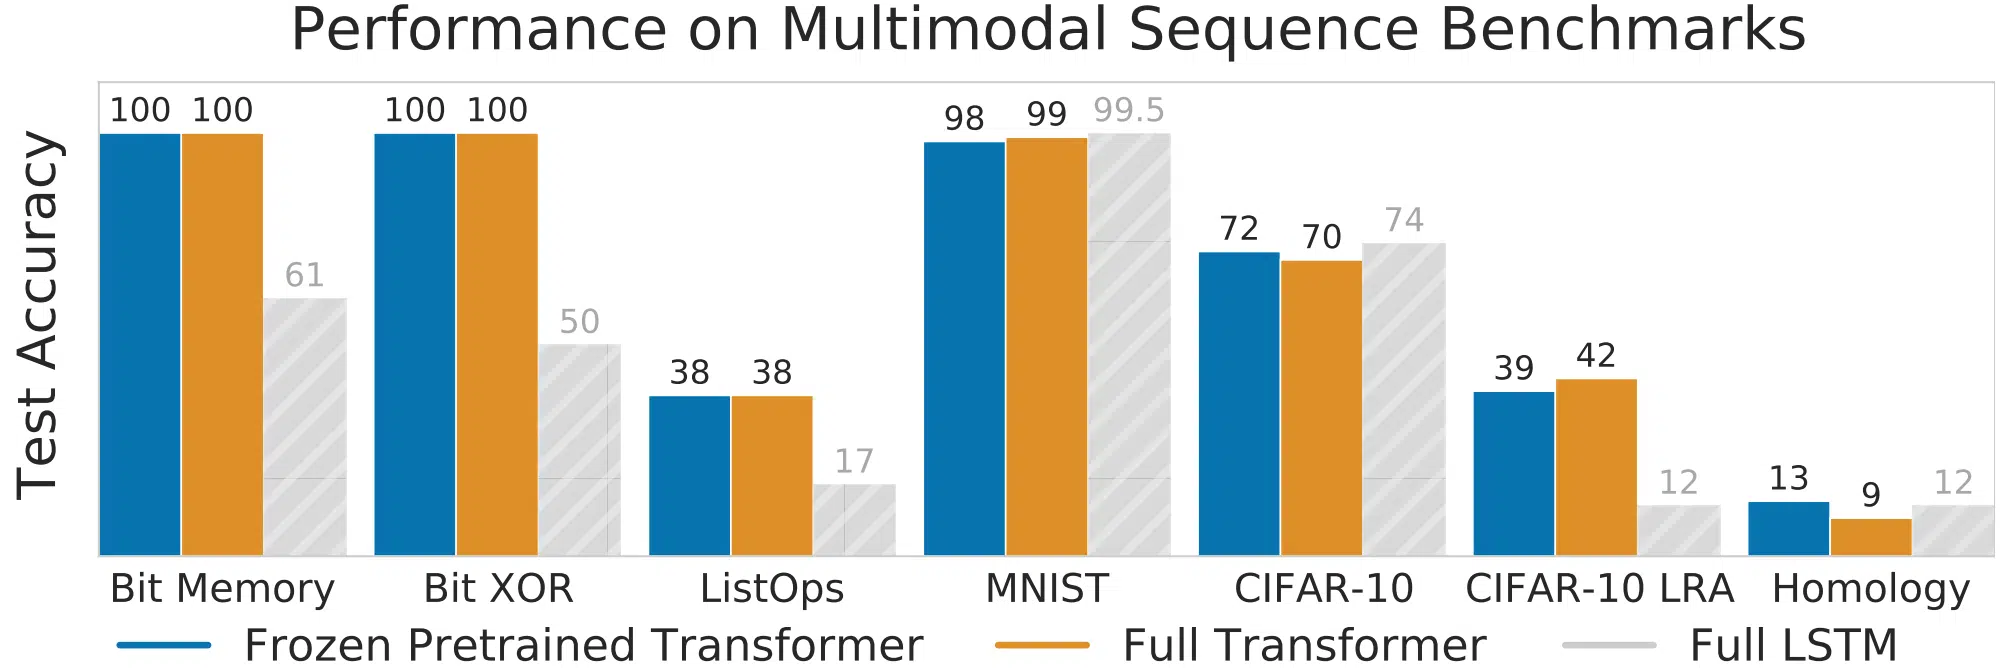 Performance on Multimodal Sequence Benchmarks
Test Accuracy
100 100 61
100 100 50
38 38 17
98 99 99.5
72 70 74
39 42 12
13 9 12
Bit Memory Bit XOR ListOps MNIST CIFAR-10 CIFAR-10 LRA Homology
Frozen Pretrained Transformer Full Transformer Full LSTM